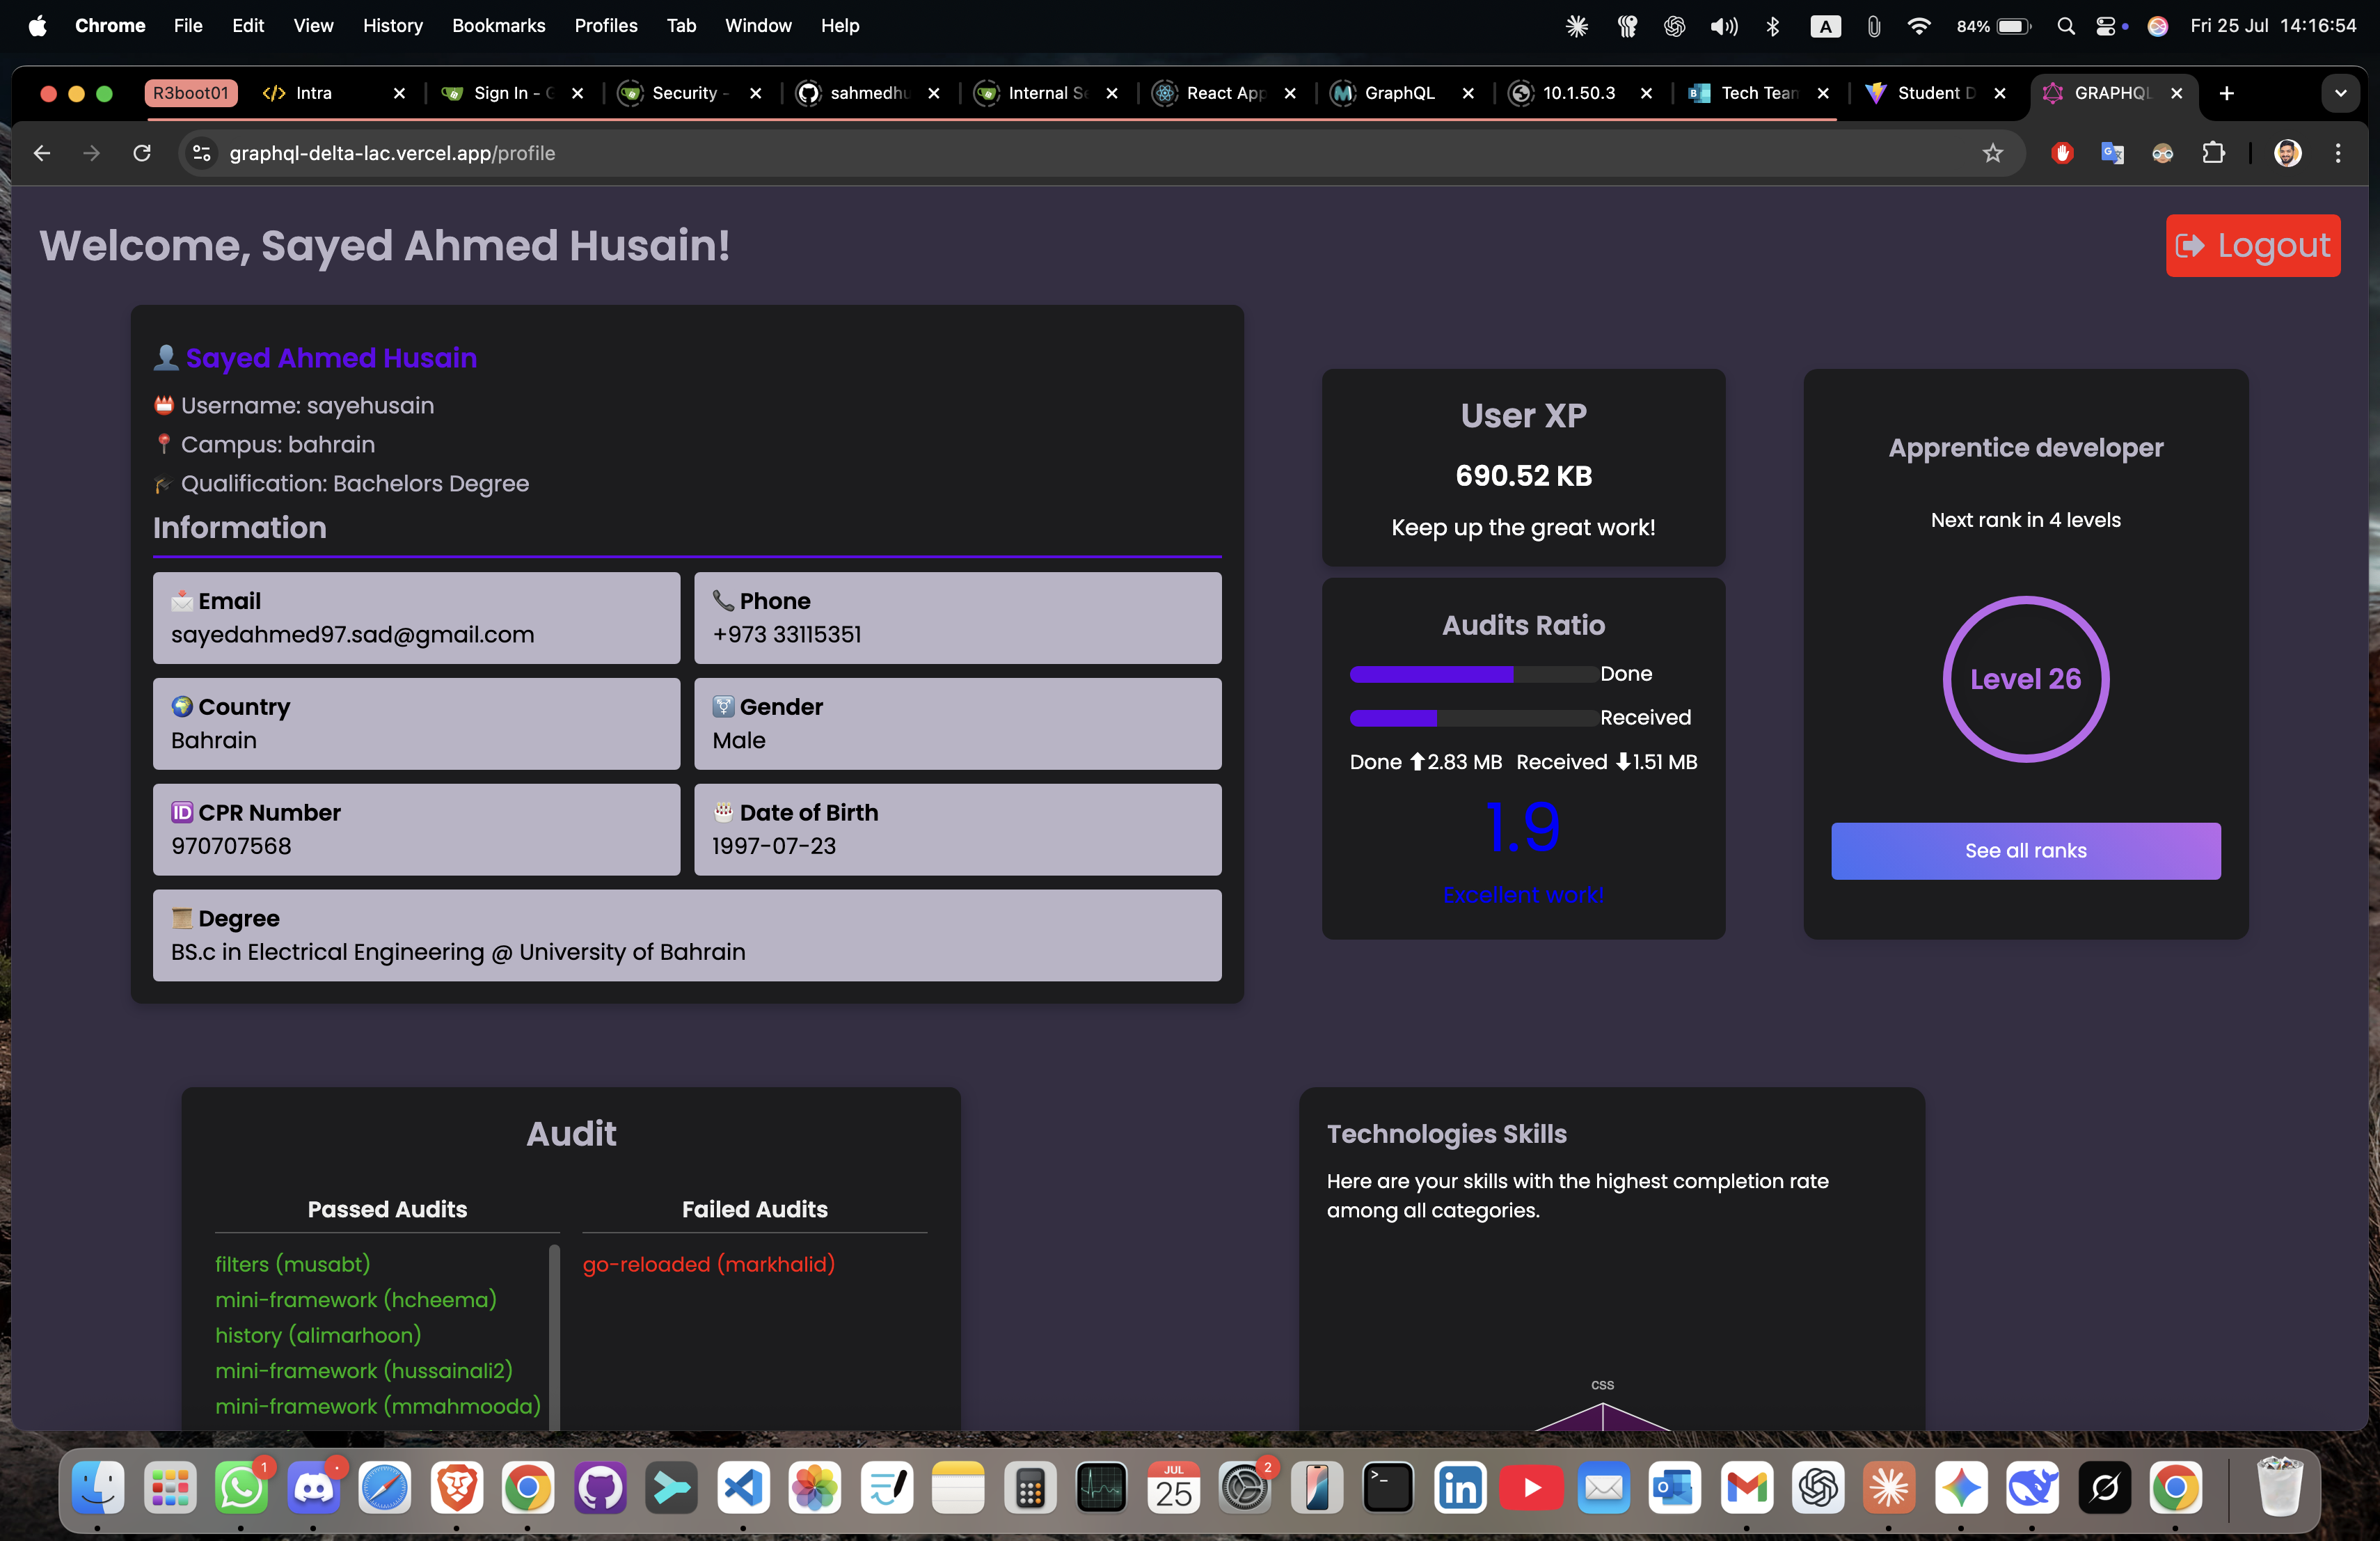 Chrome File Edit View History Bookmarks Profiles Tab Window Help
A 84% Fri 25 Jul 14:16:54
R3boot01 Intra Sign In - G Security - sahmedhu Internal Se React App GraphQL 10.1.50.3 Tech Team Student D GRAPHQL
graphql-delta-lac.vercel.app/profile
Welcome, Sayed Ahmed Husain!
Logout
Sayed Ahmed Husain
Username: sayehusain
Campus: bahrain
Qualification: Bachelors Degree
Information
Email
sayedahmed97.sad@gmail.com
Phone
+973 33115351
Country
Bahrain
Gender
Male
ID CPR Number
970707568
Date of Birth
1997-07-23
Degree
BS.c in Electrical Engineering @ University of Bahrain
User XP
690.52 KB
Keep up the great work!
Audits Ratio
Done
Received
Done ⬆2.83 MB Received ⬇1.51 MB
1.9
Excellent work!
Apprentice developer
Next rank in 4 levels
Level 26
See all ranks
Audit
Passed Audits
filters (musabt)
mini-framework (hcheema)
history (alimarhoon)
mini-framework (hussainali2)
mini-framework (mmahmooda)
Failed Audits
go-reloaded (markhalid)
Technologies Skills
Here are your skills with the highest completion rate
among all categories.
CSS
1
JUL
25
2